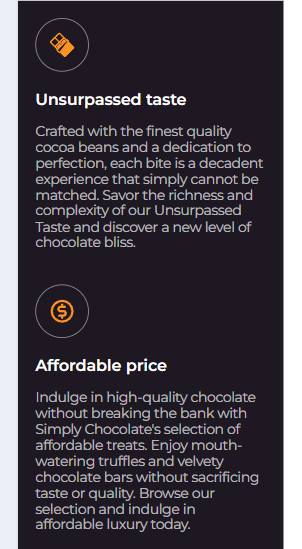 Unsurpassed taste
Crafted with the finest quality
cocoa beans and a dedication to
perfection, each bite is a decadent
experience that simply cannot be
matched. Savor the richness and
complexity of our Unsurpassed
Taste and discover a new level of
chocolate bliss.
$
Affordable price
Indulge in high-quality chocolate
without breaking the bank with
Simply Chocolate's selection of
affordable treats. Enjoy mouth-
watering truffles and velvety
chocolate bars without sacrificing
taste or quality. Browse our
selection and indulge in
affordable luxury today.